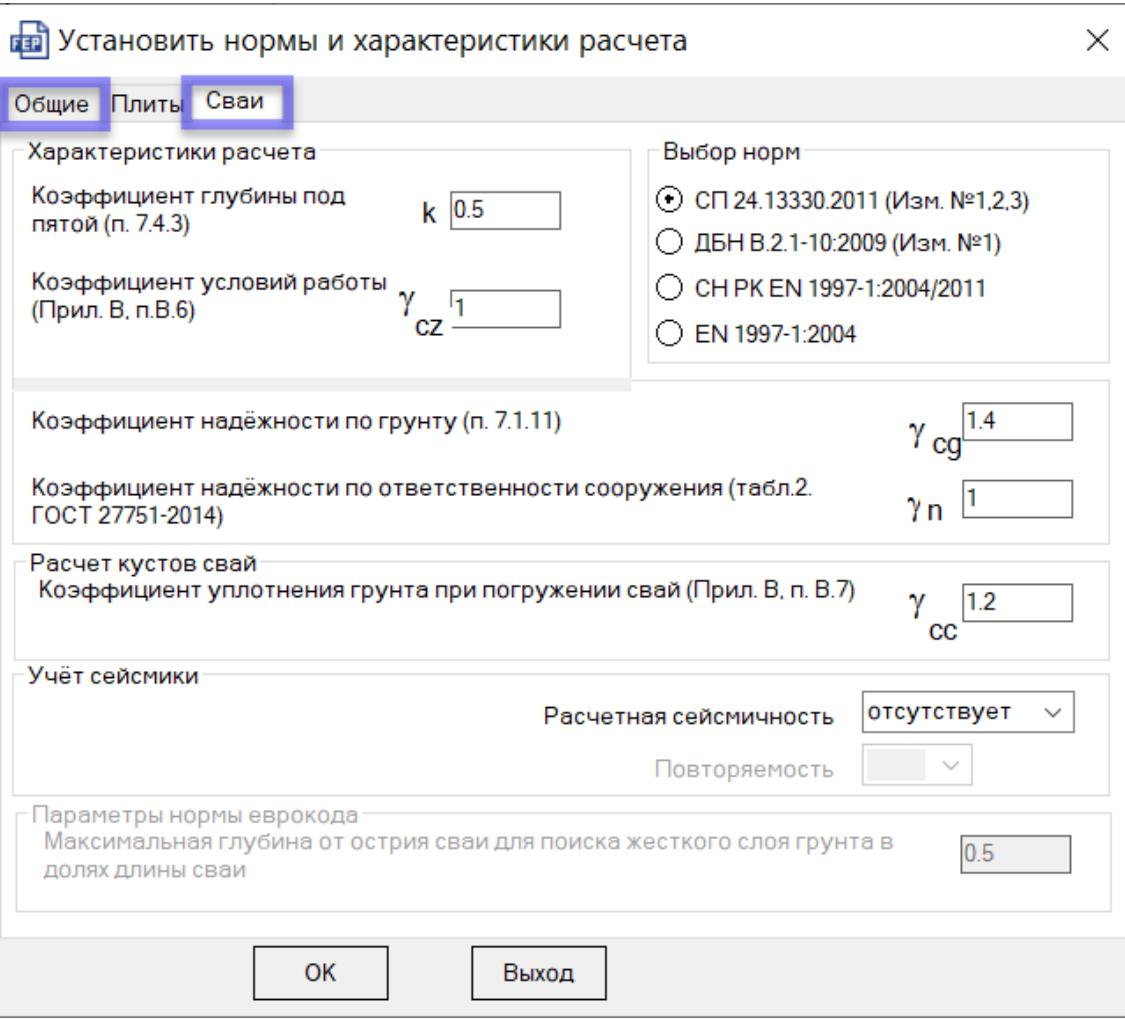 FEP
Установить нормы и характеристики расчета
Общие
Плиты
Сваи
Характеристики расчета
Коэффициент глубины под
пятой (п. 7.4.3)
k
0.5
Коэффициент условий работы
(Прил. В, п.В.6)
γ cz
1
Выбор норм
СП 24.13330.2011 (Изм. №1,2,3)
ДБН В.2.1-10:2009 (Изм. №1)
СН РК EN 1997-1:2004/2011
EN 1997-1:2004
Коэффициент надёжности по грунту (п. 7.1.11)
γ cg
1.4
Коэффициент надёжности по ответственности сооружения (табл.2.
ГОСТ 27751-2014)
γ n
1
Расчет кустов свай
Коэффициент уплотнения грунта при погружении свай (Прил. В, п. В.7)
γ cc
1.2
Учёт сейсмики
Расчетная сейсмичность
отсутствует
Повторяемость
Параметры нормы еврокода
Максимальная глубина от острия сваи для поиска жесткого слоя грунта в
долях длины сваи
0.5
ОК
Выход